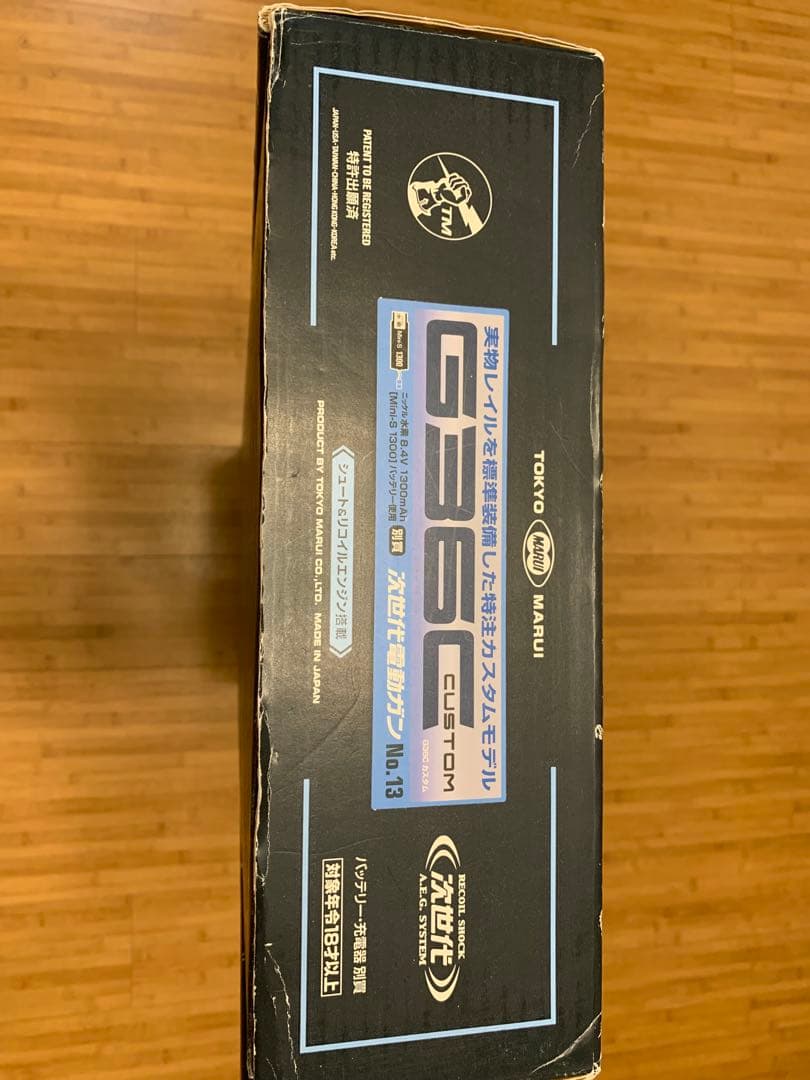 TM
PATENT TO BE REGISTERED
特許出願済
JAPAN・USA・TAIWAN・CHINA・HONG KONG・KOREA etc.
TOKYO MARUI MARUI
実物レイルを標準装備した特注カスタムモデル
G36C CUSTOM
G36C カスタム
Mini-S 1300
ニッケル水素 8.4V 1300mAh
[Mini-S 1300] バッテリー使用 別買
次世代電動ガン No.13
シュート&リコイルエンジン搭載
PRODUCT BY TOKYO MARUI CO.,LTD. MADE IN JAPAN
RECOIL SHOCK
次世代
A.E.G. SYSTEM
バッテリー・充電器 別買
対象年令18才以上